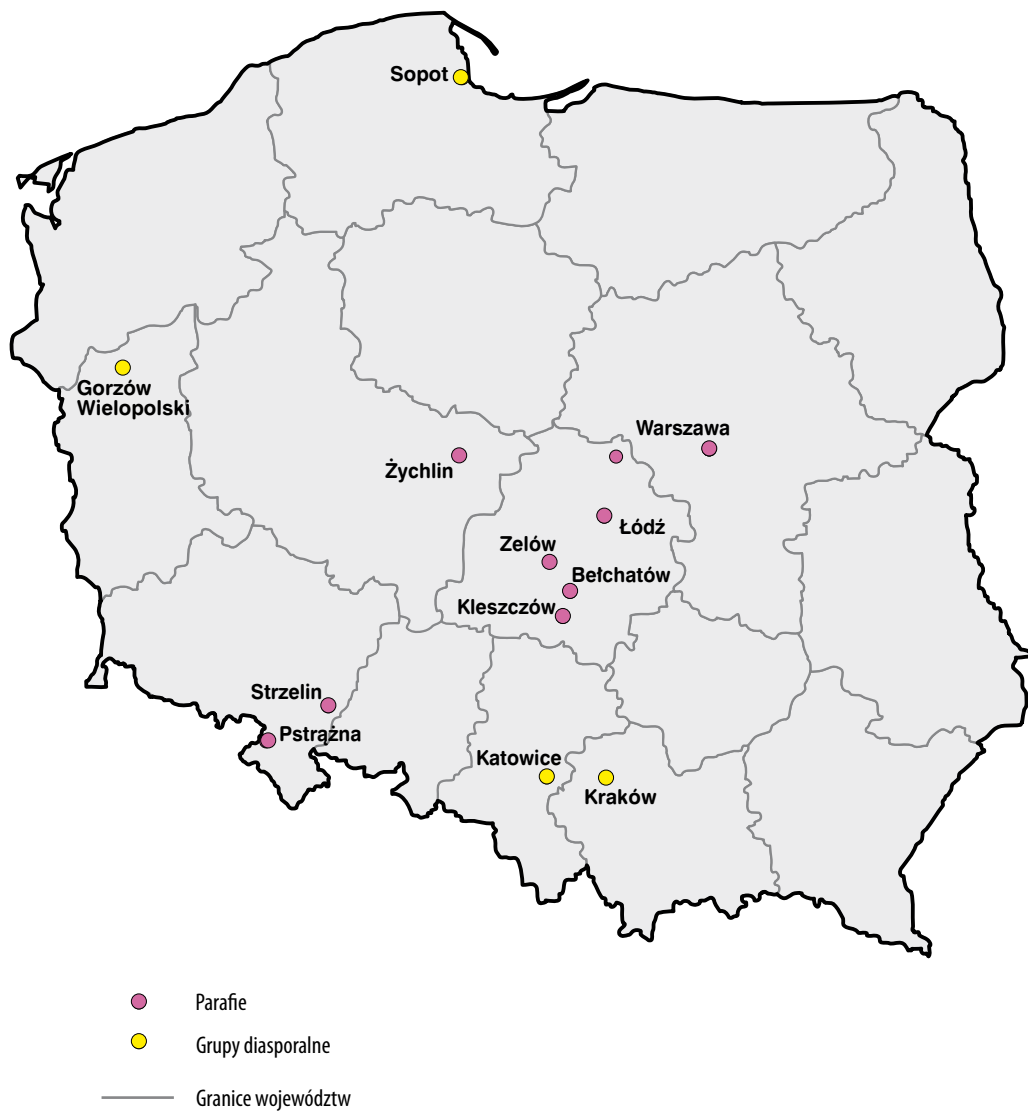 Sopot
Gorzów
Wielopolski
Warszawa
Żychlin
Łódź
Zelów
Bełchatów
Kleszczów
Strzelin
Pstrążna
Katowice
Kraków
Parafie
Grupy diasporalne
Granice województw